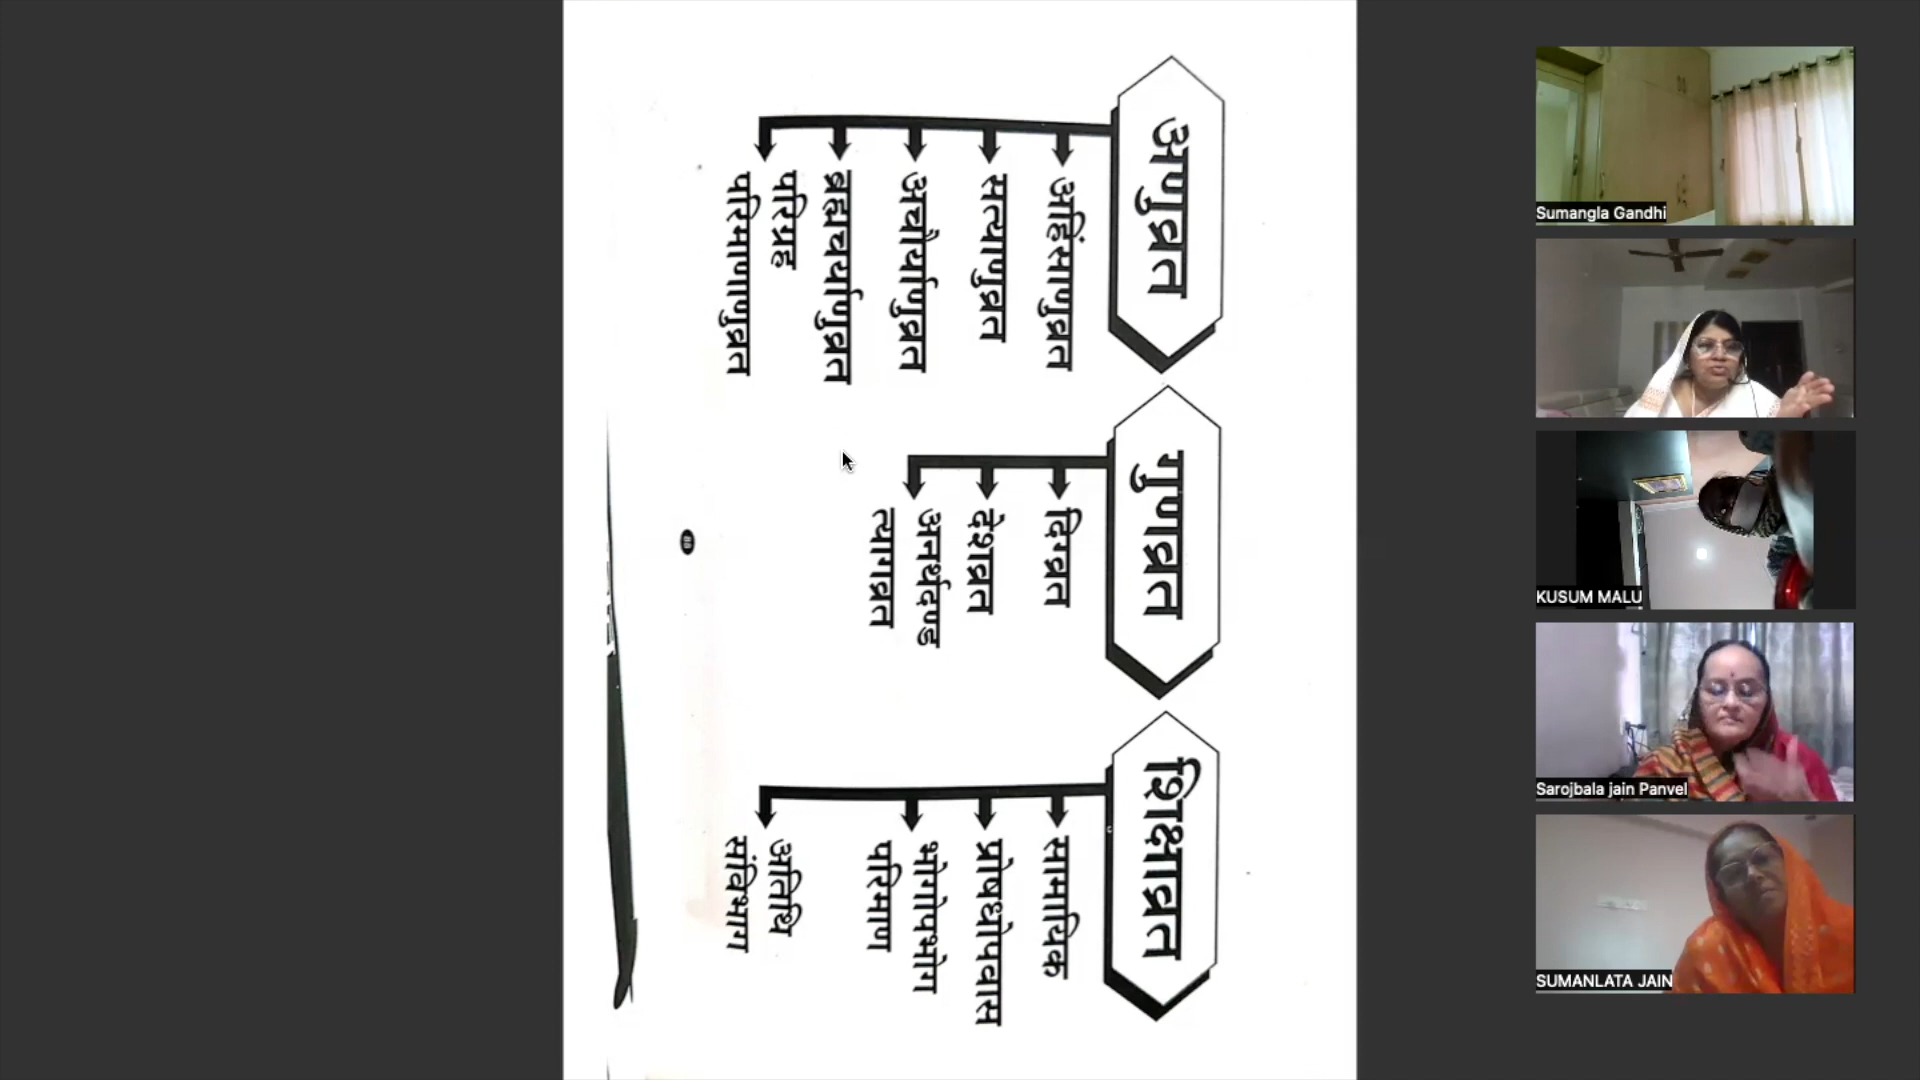 अणुव्रत
अहिंसाणुव्रत
सत्याणुव्रत
अचौर्याणुव्रत
ब्रह्मचर्याणुव्रत
परिग्रह
परिमाणाणुव्रत
गुणव्रत
दिग्व्रत
देशव्रत
अनर्थदण्ड
त्यागव्रत
शिक्षाव्रत
सामायिक
प्रोषधोपवास
भोगोपभोग
परिमाण
अतिथि
संविभाग
Sumangla Gandhi
KUSUM MALU
Sarojbala jain Panvel
SUMANLATA JAIN